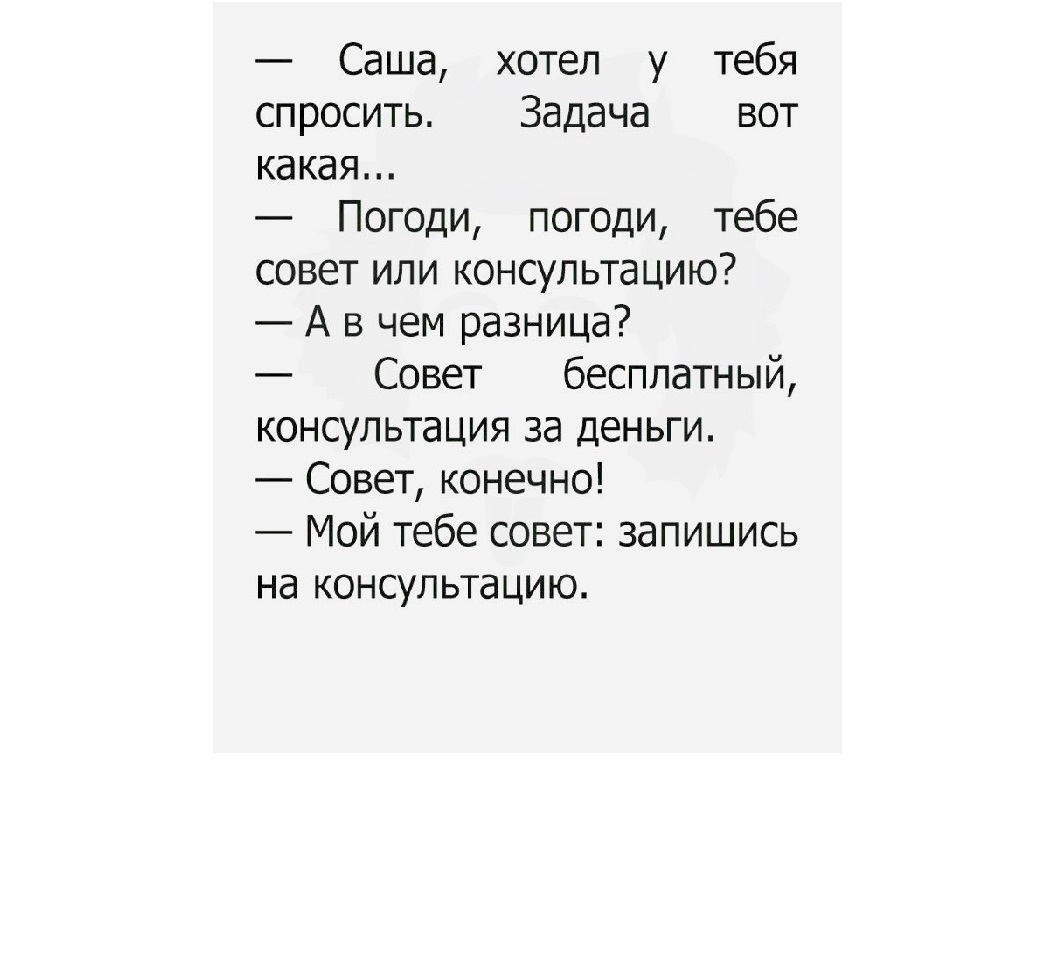 — Саша, хотел у тебя
спросить. Задача вот
какая...
— Погоди, погоди, тебе
совет или консультацию?
— А в чем разница?
— Совет бесплатный,
консультация за деньги.
— Совет, конечно!
— Мой тебе совет: запишись
на консультацию.